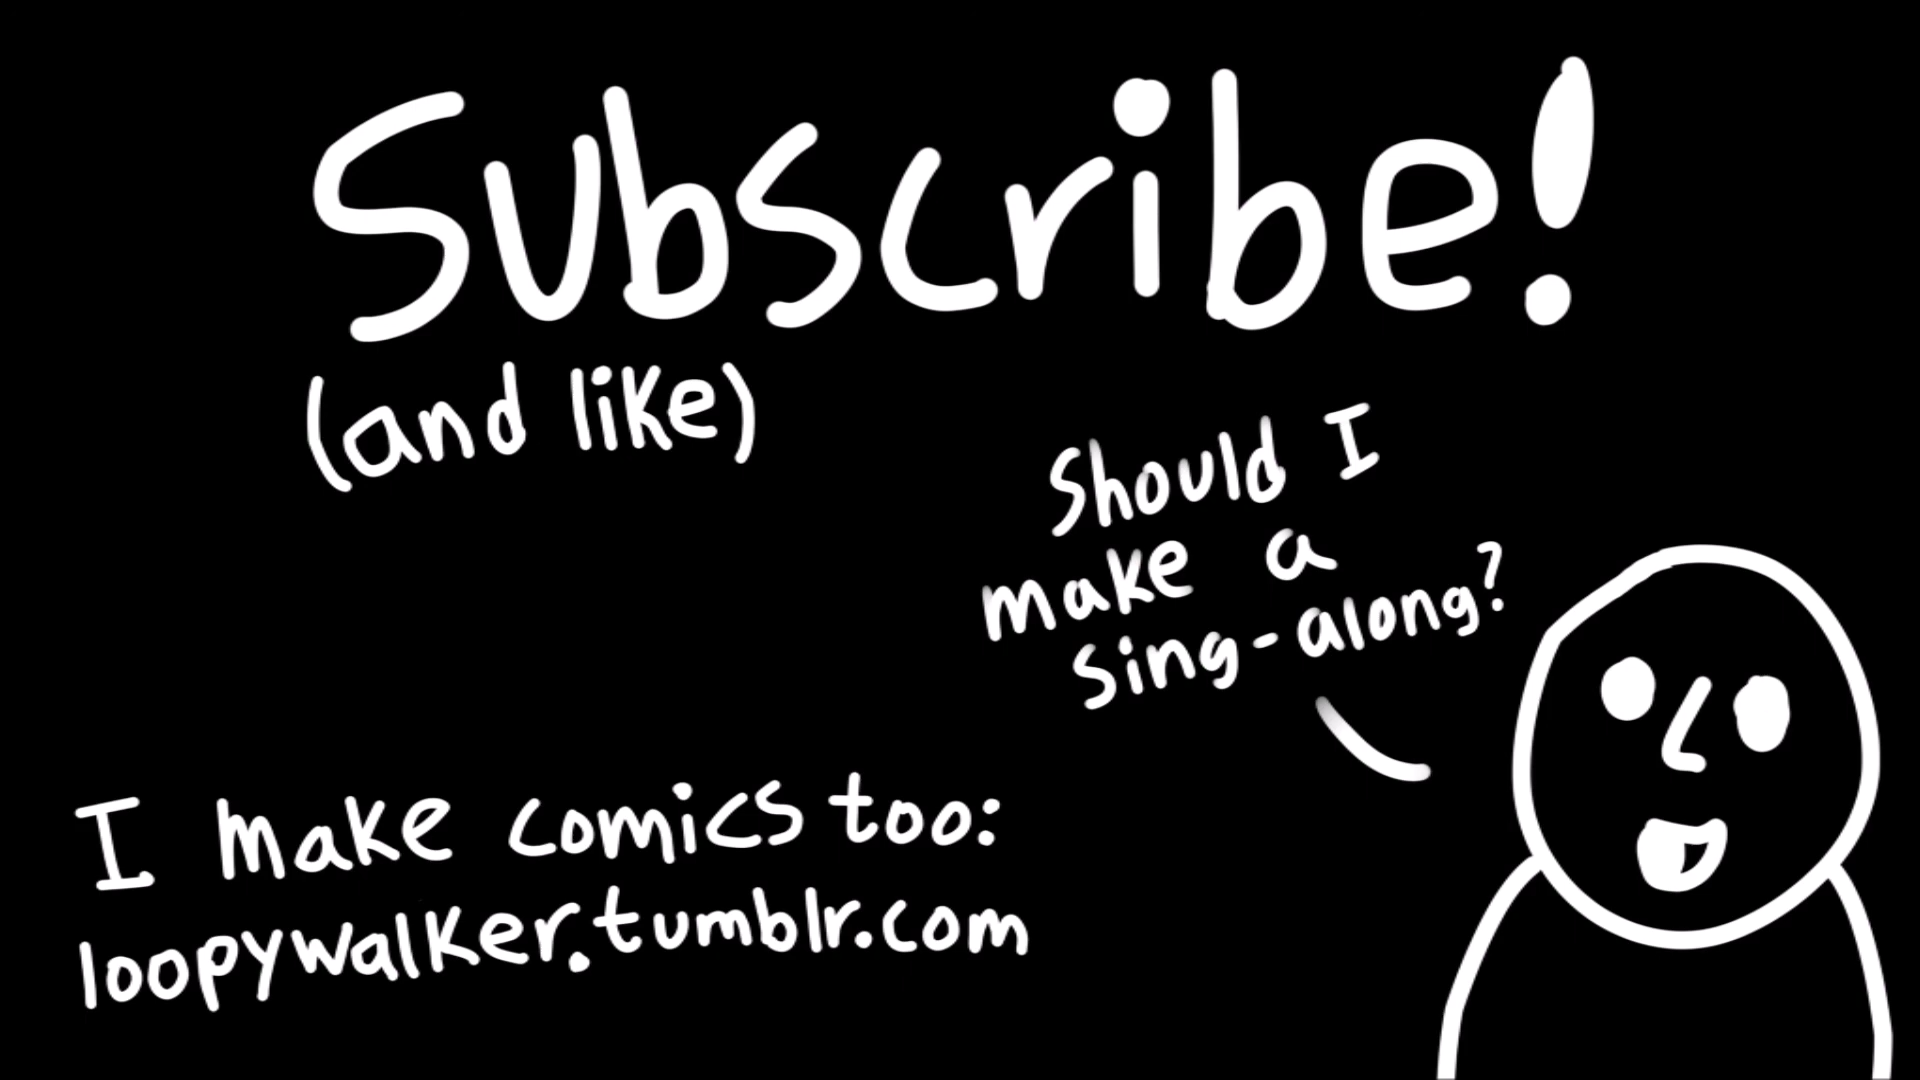 Subscribe!
(and like)
Should I
make a
sing-along?
I make comics too:
loopywalker.tumblr.com